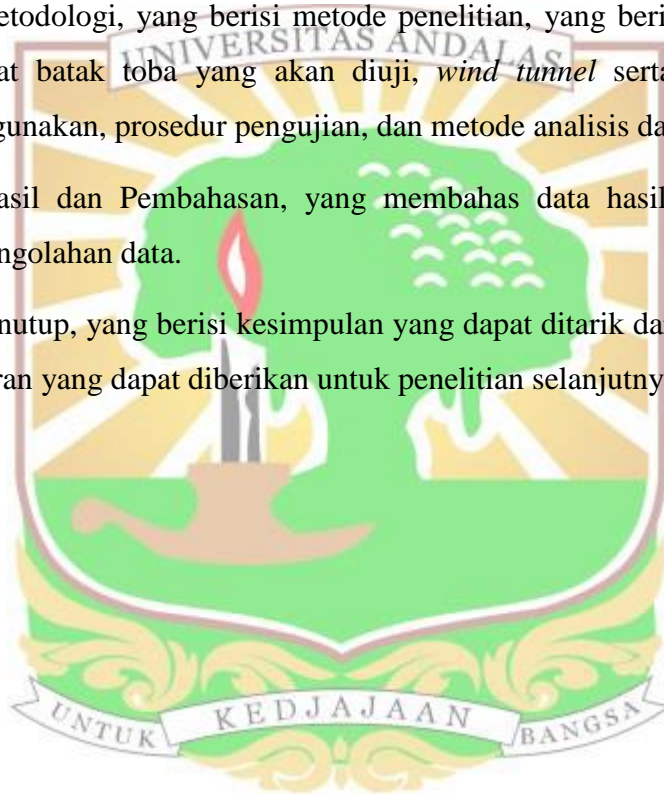 etodologi, yang berisi metode penelitian, yang beri
UNIVERSITAS ANDALAS
at batak toba yang akan diuji, wind tunnel serta
gunakan, prosedur pengujian, dan metode analisis da
asil dan Pembahasan, yang membahas data hasil
ngolahan data.
nutup, yang berisi kesimpulan yang dapat ditarik da
ran yang dapat diberikan untuk penelitian selanjutny
UNTUK KEDJAJAAN BANGSA